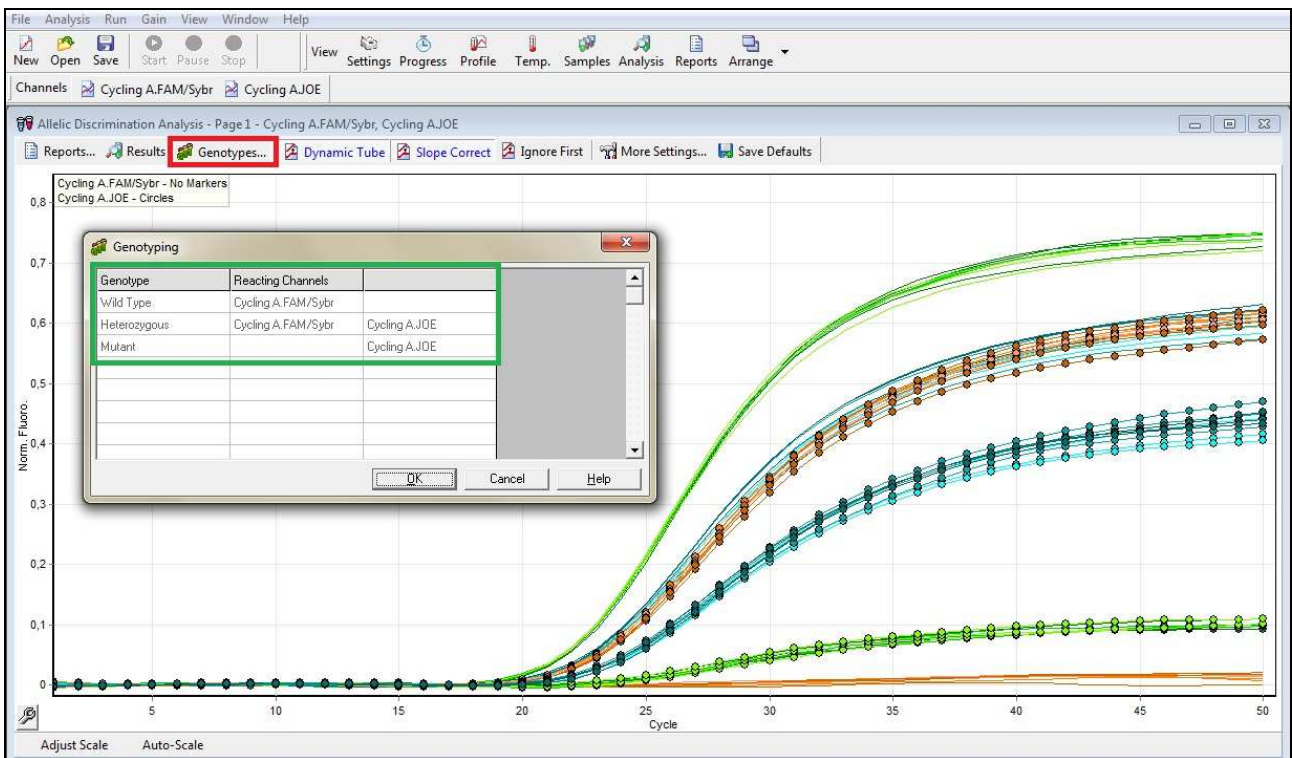 File Analysis Run Gain View Window Help
New Open Save Start Pause Stop View Settings Progress Profile Temp. Samples Analysis Reports Arrange
Channels Cycling A.FAM/Sybr Cycling A.JOE
Allelic Discrimination Analysis - Page 1 - Cycling A.FAM/Sybr, Cycling A.JOE
Reports... Results Genotypes... Dynamic Tube Slope Correct Ignore First More Settings... Save Defaults
Cycling A.FAM/Sybr - No Markers
Cycling A.JOE - Circles
0,8
0,7
0,6
0,5
0,4
0,3
0,2
0,1
0
Norm. Fluoro.
Genotyping
Genotype Reacting Channels
Wild Type Cycling A.FAM/Sybr
Heterozygous Cycling A.FAM/Sybr Cycling A.JOE
Mutant Cycling A.JOE
OK Cancel Help
5 10 15 20 25 30 35 40 45 50
Cycle
Adjust Scale Auto-Scale